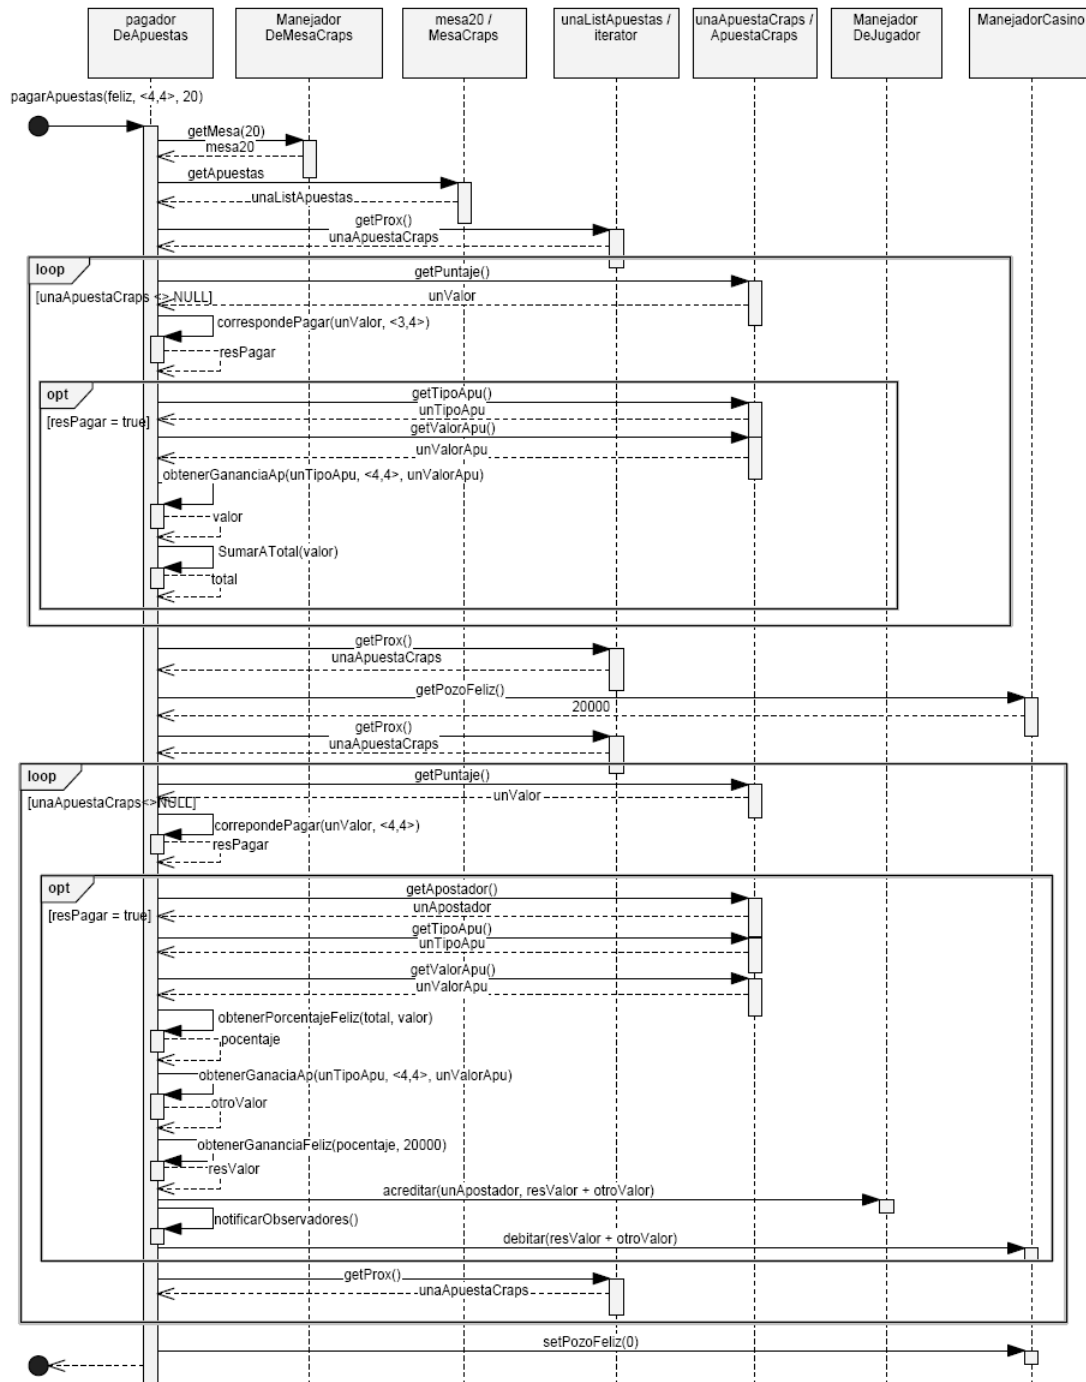 pagador
DeApuestas
Manejador
DeMesaCraps
mesa20 /
MesaCraps
unaListApuestas /
iterator
unaApuestaCraps /
ApuestaCraps
Manejador
DeJugador
ManejadorCasino
pagarApuestas(feliz, <4,4>, 20)
getMesa(20)
mesa20
getApuestas
unaListApuestas
getProx()
unaApuestaCraps
loop
getPuntaje()
[unaApuestaCraps <> NULL]
unValor
correspondePagar(unValor, <3,4>)
resPagar
opt
getTipoApu()
[resPagar = true]
unTipoApu
getValorApu()
unValorApu
obtenerGananciaAp(unTipoApu, <4,4>, unValorApu)
valor
SumarATotal(valor)
total
getProx()
unaApuestaCraps
getPozoFeliz()
20000
getProx()
unaApuestaCraps
loop
getPuntaje()
[unaApuestaCraps<>NULL]
unValor
correpondePagar(unValor, <4,4>)
resPagar
opt
getApostador()
[resPagar = true]
unApostador
getTipoApu()
unTipoApu
getValorApu()
unValorApu
obtenerPorcentajeFeliz(total, valor)
pocentaje
obtenerGanaciaAp(unTipoApu, <4,4>, unValorApu)
otroValor
obtenerGananciaFeliz(pocentaje, 20000)
resValor
acreditar(unApostador, resValor + otroValor)
notificarObservadores()
debitar(resValor + otroValor)
getProx()
unaApuestaCraps
setPozoFeliz(0)